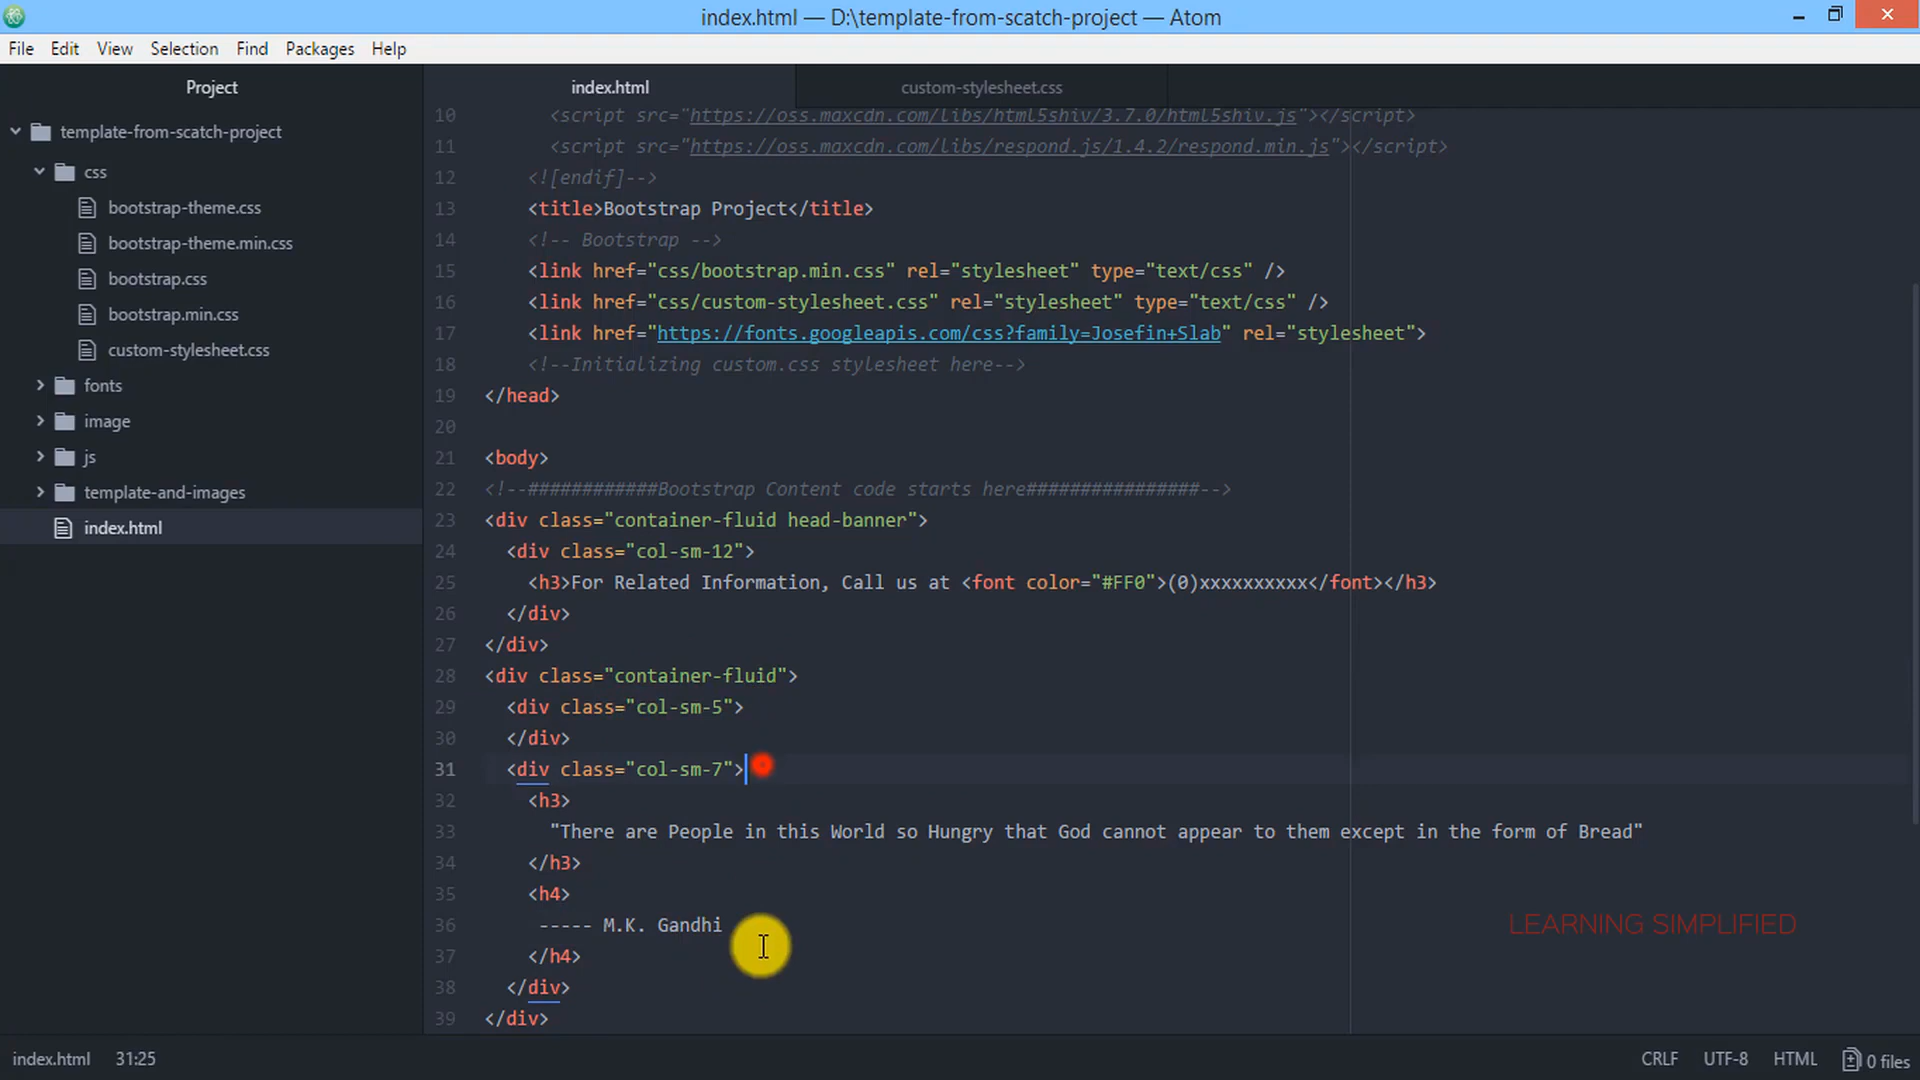 index.html — D:\template-from-scatch-project — Atom
File Edit View Selection Find Packages Help
Project
template-from-scatch-project
css
bootstrap-theme.css
bootstrap-theme.min.css
bootstrap.css
bootstrap.min.css
custom-stylesheet.css
fonts
image
js
template-and-images
index.html
index.html custom-stylesheet.css
10 <script src="https://oss.maxcdn.com/libs/html5shiv/3.7.0/html5shiv.js"></script>
11 <script src="https://oss.maxcdn.com/libs/respond.js/1.4.2/respond.min.js"></script>
12 <![endif]-->
13 <title>Bootstrap Project</title>
14 <!-- Bootstrap -->
15 <link href="css/bootstrap.min.css" rel="stylesheet" type="text/css" />
16 <link href="css/custom-stylesheet.css" rel="stylesheet" type="text/css" />
17 <link href="https://fonts.googleapis.com/css?family=Josefin+Slab" rel="stylesheet">
18 <!--Initializing custom.css stylesheet here-->
19 </head>
20
21 <body>
22 <!--############Bootstrap Content code starts here################-->
23 <div class="container-fluid head-banner">
24 <div class="col-sm-12">
25 <h3>For Related Information, Call us at <font color="#FF0">(0)xxxxxxxxxx</font></h3>
26 </div>
27 </div>
28 <div class="container-fluid">
29 <div class="col-sm-5">
30 </div>
31 <div class="col-sm-7">
32 <h3>
33 "There are People in this World so Hungry that God cannot appear to them except in the form of Bread"
34 </h3>
35 <h4>
36 ----- M.K. Gandhi
37 </h4>
38 </div>
39 </div>
LEARNING SIMPLIFIED
index.html 31:25 CRLF UTF-8 HTML 0 files